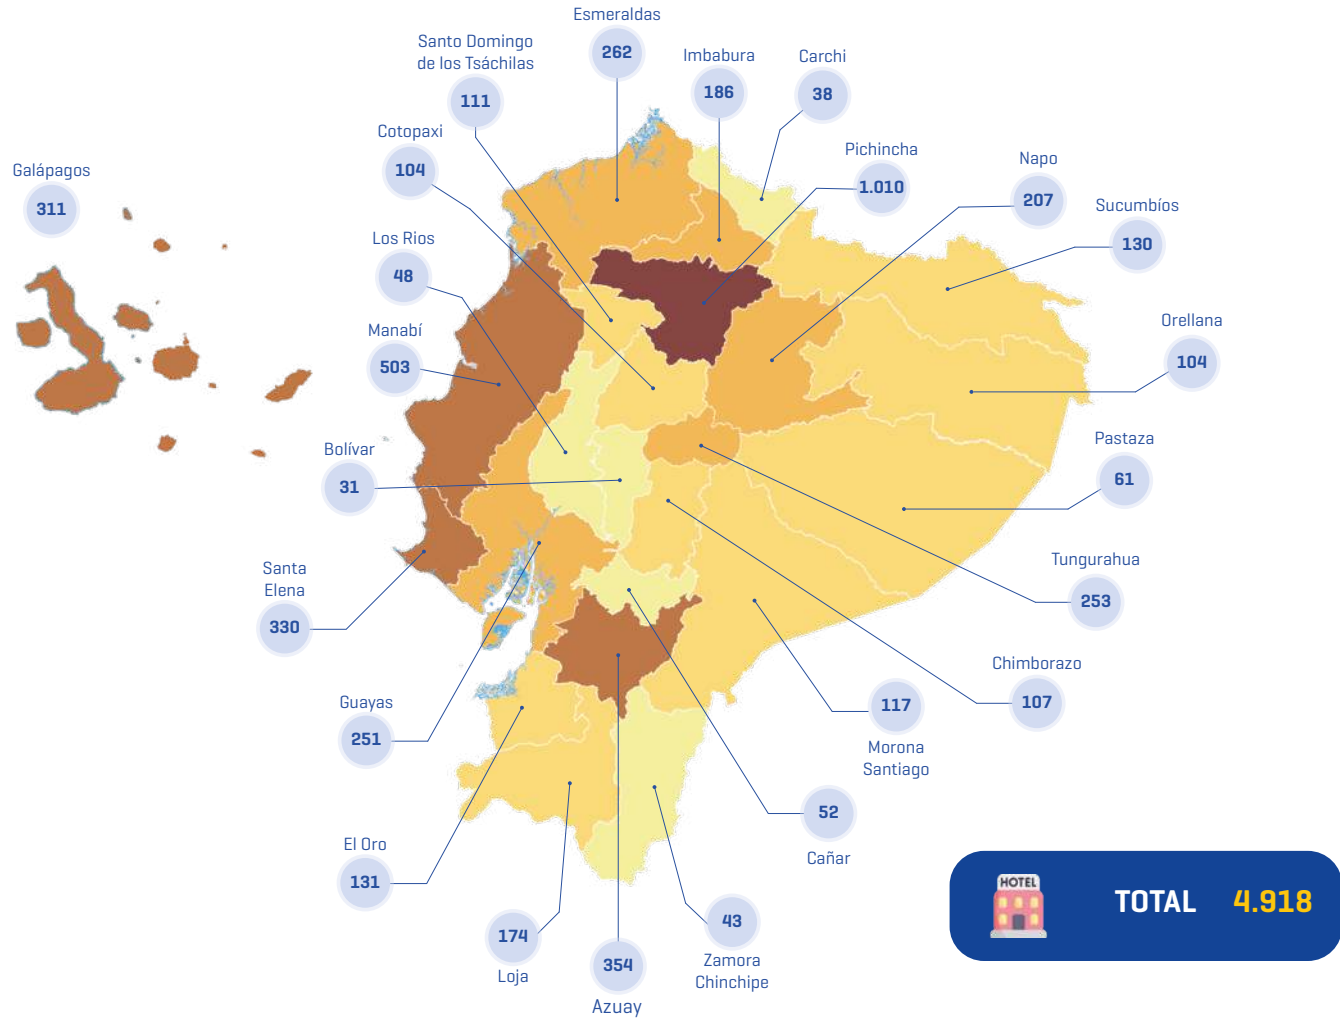 Esmeraldas
262
Santo Domingo
de los Tsáchilas
111
Imbabura
186
Carchi
38
Cotopaxi
104
Pichincha
1.010
Napo
207
Galápagos
311
Sucumbíos
130
Los Rios
48
Manabí
503
Orellana
104
Bolívar
31
Pastaza
61
Santa
Elena
330
Tungurahua
253
Chimborazo
107
Guayas
251
117
Morona
Santiago
52
Cañar
El Oro
131
174
Loja
354
Azuay
43
Zamora
Chinchipe
HOTEL
TOTAL 4.918